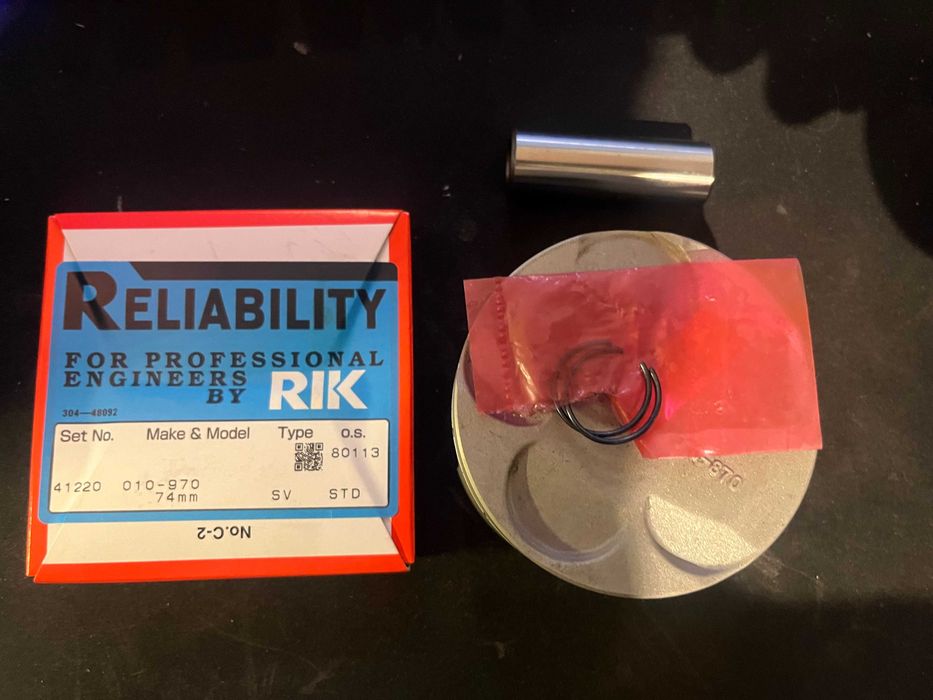 RELIABILITY
FOR PROFESSIONAL
ENGINEERS
BY RIK
304—48092
Set No. Make & Model Type o.s.
80113
41220 010-970 SV STD
74mm
No.C-2